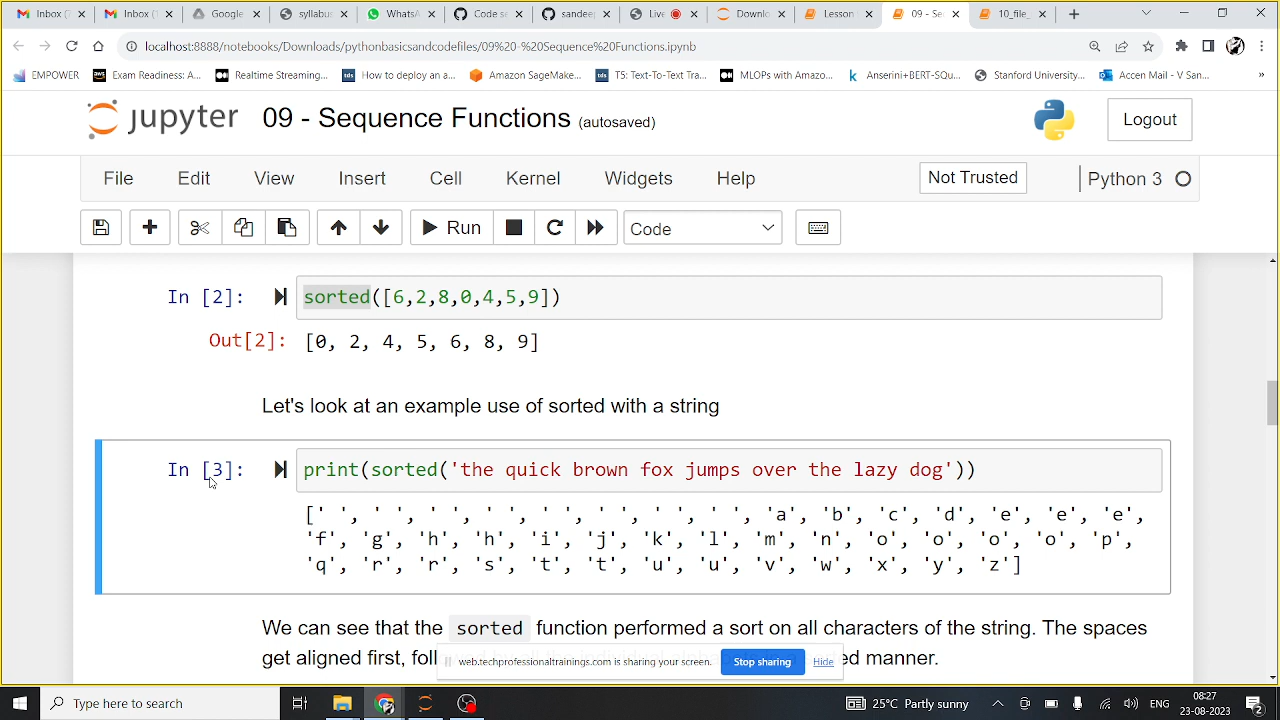 Inbox (
Inbox (1
Google
syllabus
WhatsA
Code se
sandeep
Live
Downlo
Lesson
09 - Se
10_file_
localhost:8888/notebooks/Downloads/pythonbasicsandcodefiles/09%20-%20Sequence%20Functions.ipynb
EMPOWER
Exam Readiness: A...
Realtime Streaming...
How to deploy an a...
Amazon SageMake...
T5: Text-To-Text Tra...
MLOPs with Amazo...
Anserini+BERT-SQu...
Stanford University...
Accen Mail - V San...
»
jupyter 09 - Sequence Functions (autosaved)
Logout
File Edit View Insert Cell Kernel Widgets Help
Not Trusted
Python 3
Run
Code
In [2]: sorted([6,2,8,0,4,5,9])
Out[2]: [0, 2, 4, 5, 6, 8, 9]
Let's look at an example use of sorted with a string
In [3]: print(sorted('the quick brown fox jumps over the lazy dog'))
[' ', ' ', ' ', ' ', ' ', ' ', ' ', ' ', 'a', 'b', 'c', 'd', 'e', 'e', 'e',
'f', 'g', 'h', 'h', 'i', 'j', 'k', 'l', 'm', 'n', 'o', 'o', 'o', 'o', 'p',
'q', 'r', 'r', 's', 't', 't', 'u', 'u', 'v', 'w', 'x', 'y', 'z']
We can see that the sorted function performed a sort on all characters of the string. The spaces
get aligned first, foll
ed manner.
web.techprofessionaltrainings.com is sharing your screen.
Stop sharing
Hide
Type here to search
25°C Partly sunny
ENG
08:27
23-08-2023
2